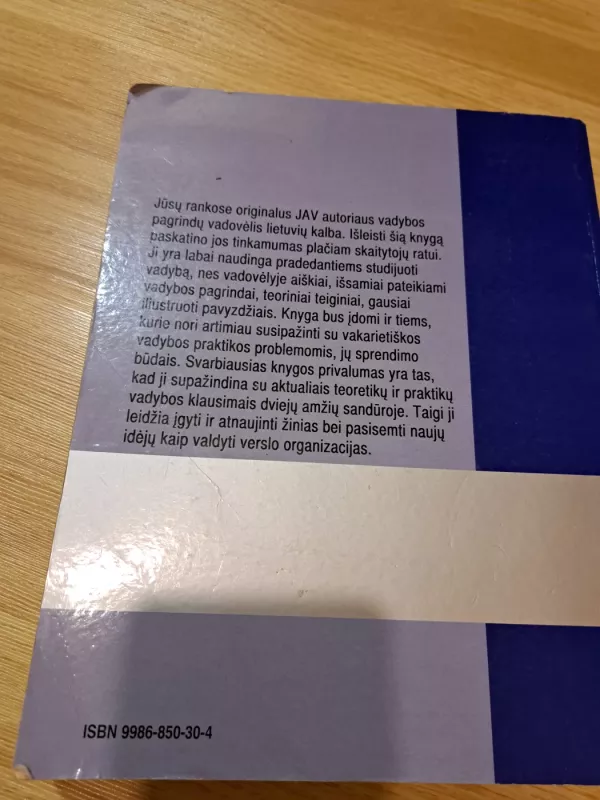 Jūsų rankose originalus JAV autoriaus vadybos
pagrindų vadovėlis lietuvių kalba. Išleisti šią knygą
paskatino jos tinkamumas plačiam skaitytojų ratui.
Ji yra labai naudinga pradedantiems studijuoti
vadybą, nes vadovėlyje aiškiai, išsamiai pateikiami
vadybos pagrindai, teoriniai teiginiai, gausiai
iliustruoti pavyzdžiais. Knyga bus įdomi ir tiems,
kurie nori artimiau susipažinti su vakarietiškos
vadybos praktikos problemomis, jų sprendimo
būdais. Svarbiausias knygos privalumas yra tas,
kad ji supažindina su aktualiais teoretikų ir praktikų
vadybos klausimais dviejų amžių sandūroje. Taigi ji
leidžia įgyti ir atnaujinti žinias bei pasisemti naujų
idėjų kaip valdyti verslo organizacijas.
ISBN 9986-850-30-4